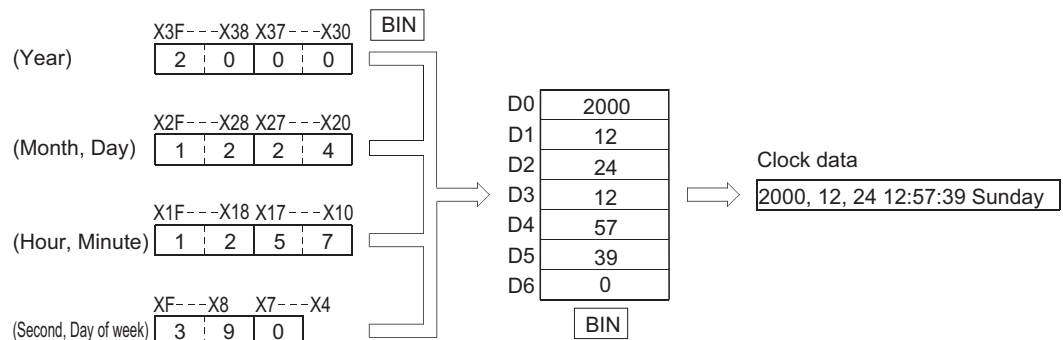 X3F---X38 X37---X30
BIN
(Year) 2 0 0 0
X2F---X28 X27---X20
(Month, Day) 1 2 2 4
X1F---X18 X17---X10
(Hour, Minute) 1 2 5 7
XF---X8 X7---X4
(Second, Day of week) 3 9 0
D0 2000
D1 12
D2 24
D3 12
D4 57
D5 39
D6 0
BIN
Clock data
2000, 12, 24 12:57:39 Sunday